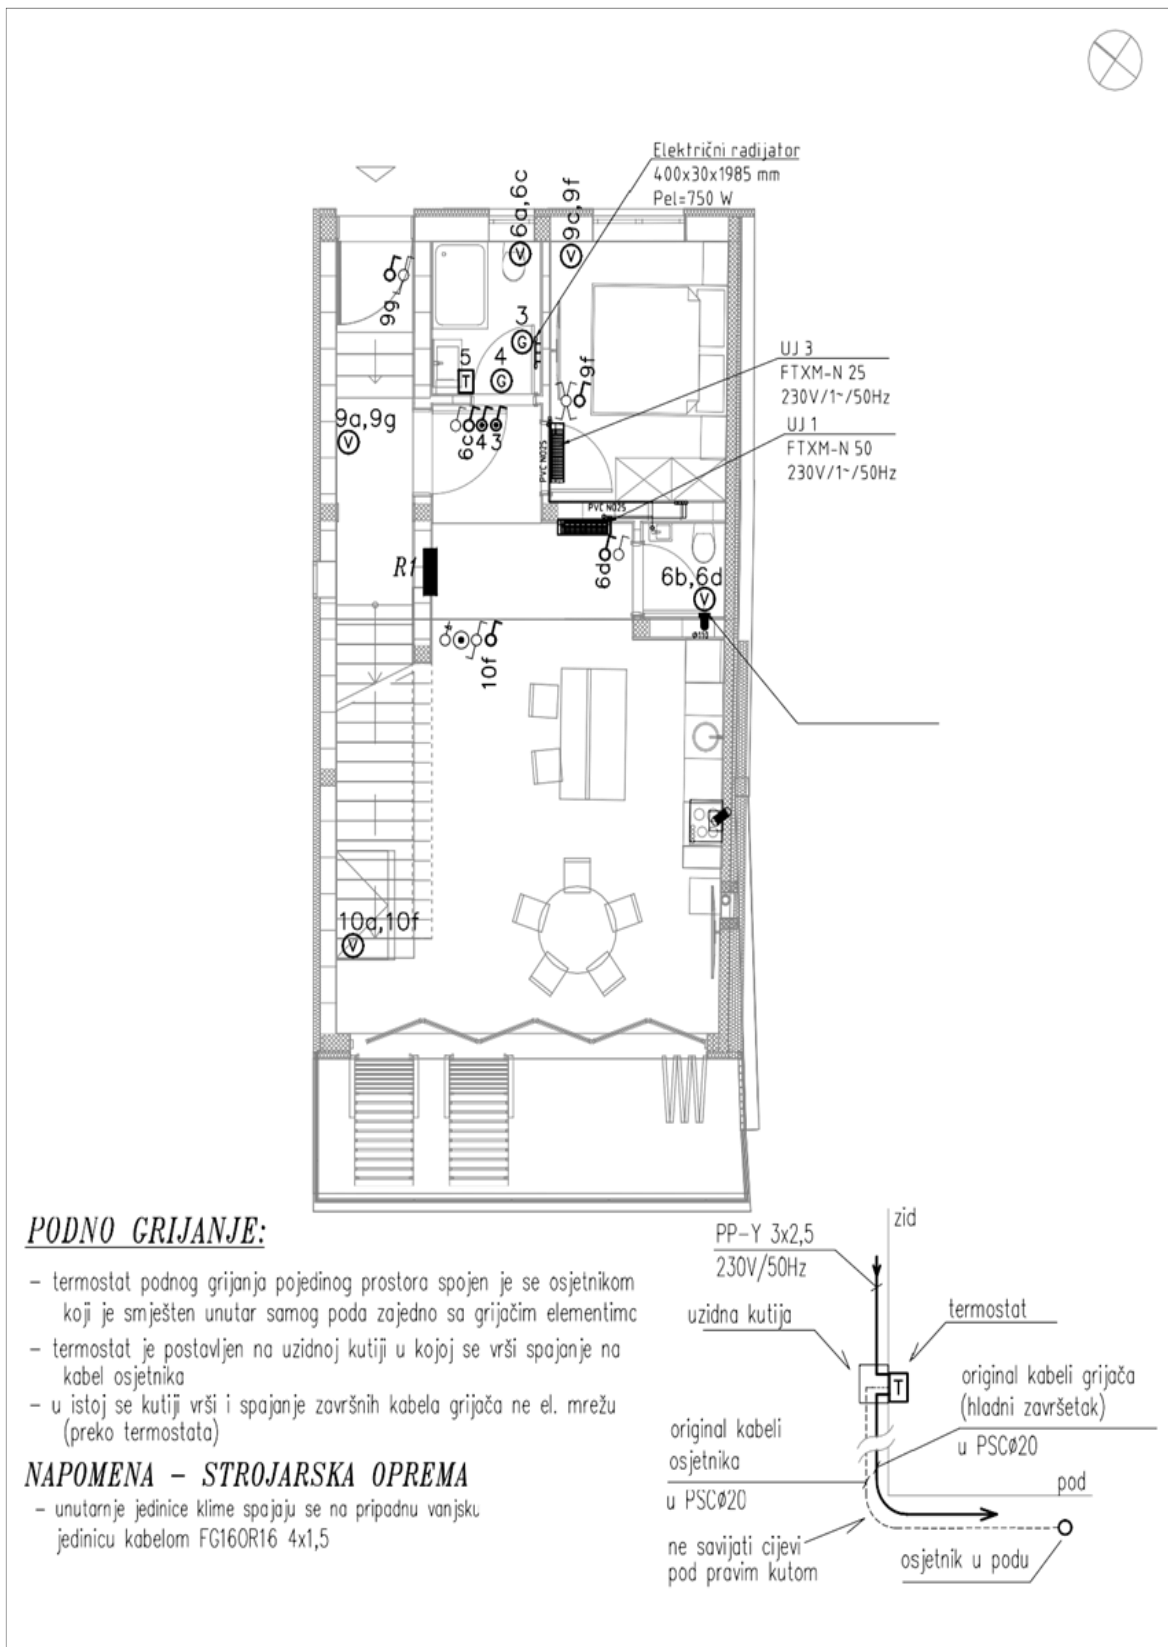 Električni radijator
400x30x1985 mm
Pel=750 W
6a,6c
9c,9f
V
V
9g
3
G
5
4
T
G
9f
UJ 3
FTXM-N 25
230V/1~/50Hz
UJ 1
FTXM-N 50
230V/1~/50Hz
9a,9g
V
6c
4
3
PVC NO25
PVC NO25
R1
6d
6b,6d
V
Ø110
10f
10a,10f
V
PODNO GRIJANJE:
- termostat podnog grijanja pojedinog prostora spojen je se osjetnikom
koji je smješten unutar samog poda zajedno sa grijačim elementimc
- termostat je postavljen na uzidnoj kutiji u kojoj se vrši spajanje na
kabel osjetnika
- u istoj se kutiji vrši i spajanje završnih kabela grijača ne el. mrežu
(preko termostata)
NAPOMENA - STROJARSKA OPREMA
- unutarnje jedinice klime spajaju se na pripadnu vanjsku
jedinicu kabelom FG16OR16 4x1,5
zid
PP-Y 3x2,5
230V/50Hz
uzidna kutija
termostat
T
original kabeli grijača
(hladni završetak)
u PSCø20
original kabeli
osjetnika
u PSCø20
pod
ne savijati cijevi
pod pravim kutom
osjetnik u podu